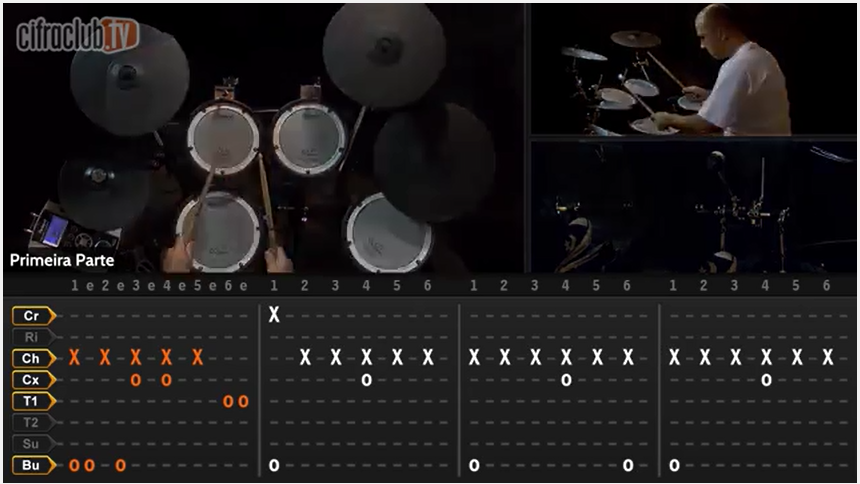 cifraclub.tv
Primeira Parte
1 e 2 e 3 e 4 e 5 e 6 e 1 2 3 4 5 6 1 2 3 4 5 6 1 2 3 4 5 6
Cr X
Ri
Ch X X X X X X X X X X X X X X X X X X X X X X
Cx o o o o o
T1 o o
T2
Su
Bu o o o o o o o